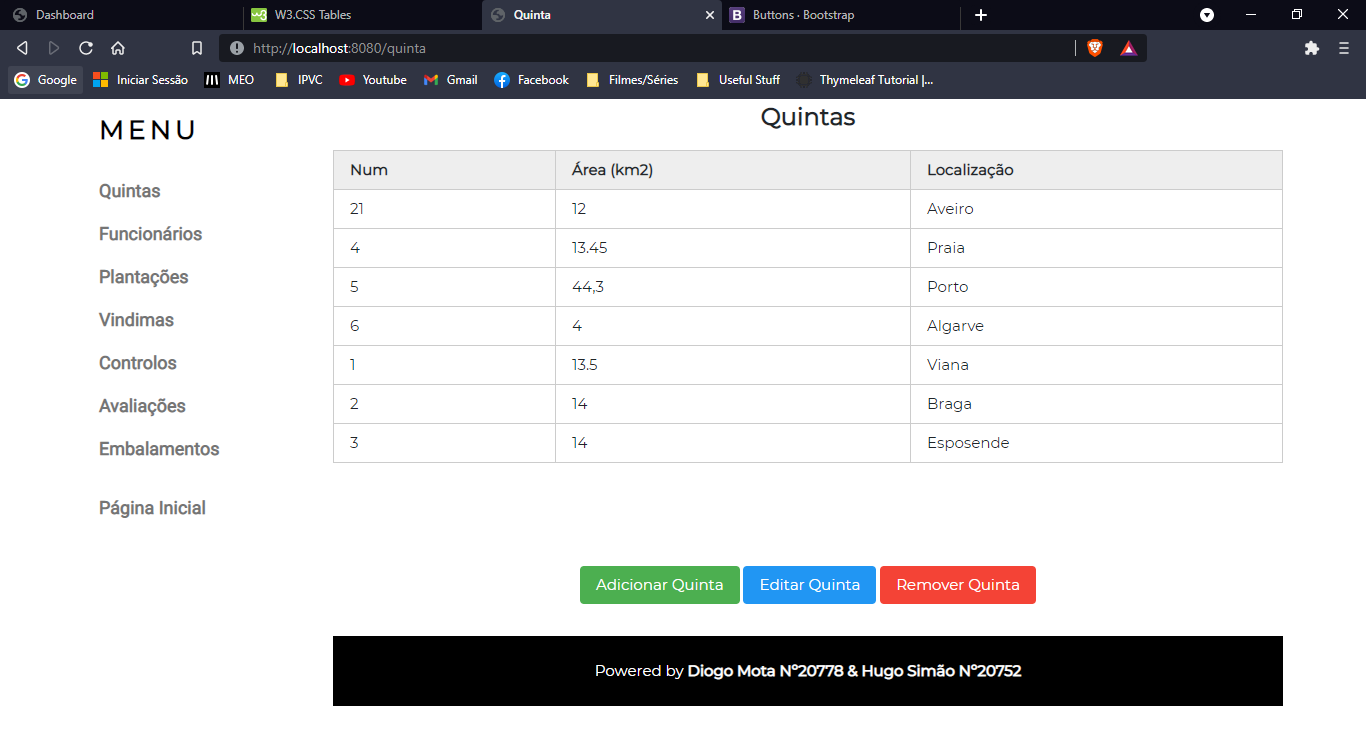 Dashboard
W3.CSS Tables
Quinta
Buttons · Bootstrap
http://localhost:8080/quinta
Google
Iniciar Sessão
MEO
IPVC
Youtube
Gmail
Facebook
Filmes/Séries
Useful Stuff
Thymeleaf Tutorial |...
MENU
Quintas
Funcionários
Plantações
Vindimas
Controlos
Avaliações
Embalamentos
Página Inicial
Quintas
Num Área (km2) Localização
21 12 Aveiro
4 13.45 Praia
5 44,3 Porto
6 4 Algarve
1 13.5 Viana
2 14 Braga
3 14 Esposende
Adicionar Quinta Editar Quinta Remover Quinta
Powered by Diogo Mota Nº20778 & Hugo Simão Nº20752